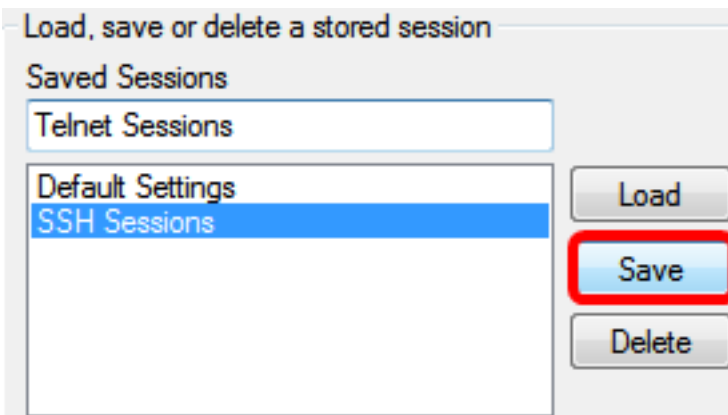 Load, save or delete a stored session
Saved Sessions
Telnet Sessions
Default Settings
SSH Sessions
Load
Save
Delete